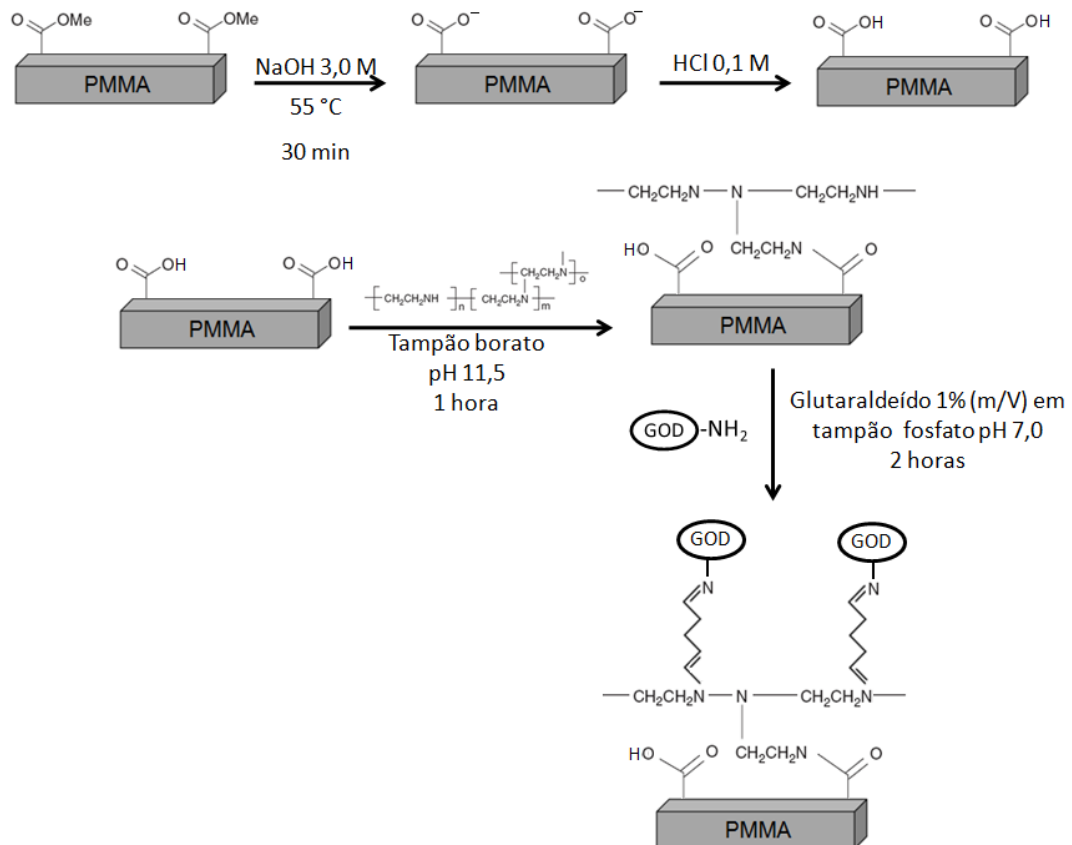 O OMe O OMe
PMMA
NaOH 3,0 M
55 °C
30 min
O O⁻ O O⁻
PMMA
HCl 0,1 M
O OH O OH
PMMA
O OH O OH
PMMA
CH₂CH₂N
o
CH₂CH₂NH n CH₂CH₂N m
Tampão borato
pH 11,5
1 hora
CH₂CH₂N N CH₂CH₂NH
HO O CH₂CH₂N O
PMMA
GOD -NH₂
Glutaraldeído 1% (m/V) em
tampão fosfato pH 7,0
2 horas
GOD GOD
N N
CH₂CH₂N N CH₂CH₂N
HO O CH₂CH₂N O
PMMA